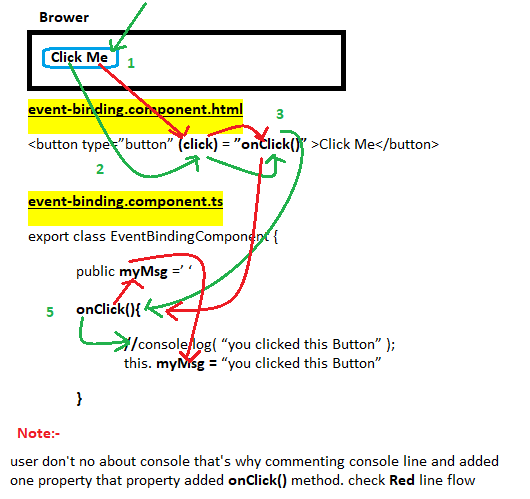 Brower
Click Me
1
event-binding.component.html
3
<button type="button" (click) = "onClick()" >Click Me</button>
2
event-binding.component.ts
export class EventBindingComponent {
public myMsg =' '
5 onClick(){
//console.log( "you clicked this Button" );
this. myMsg = "you clicked this Button"
}
Note:-
user don't no about console that's why commenting console line and added
one property that property added onClick() method. check Red line flow